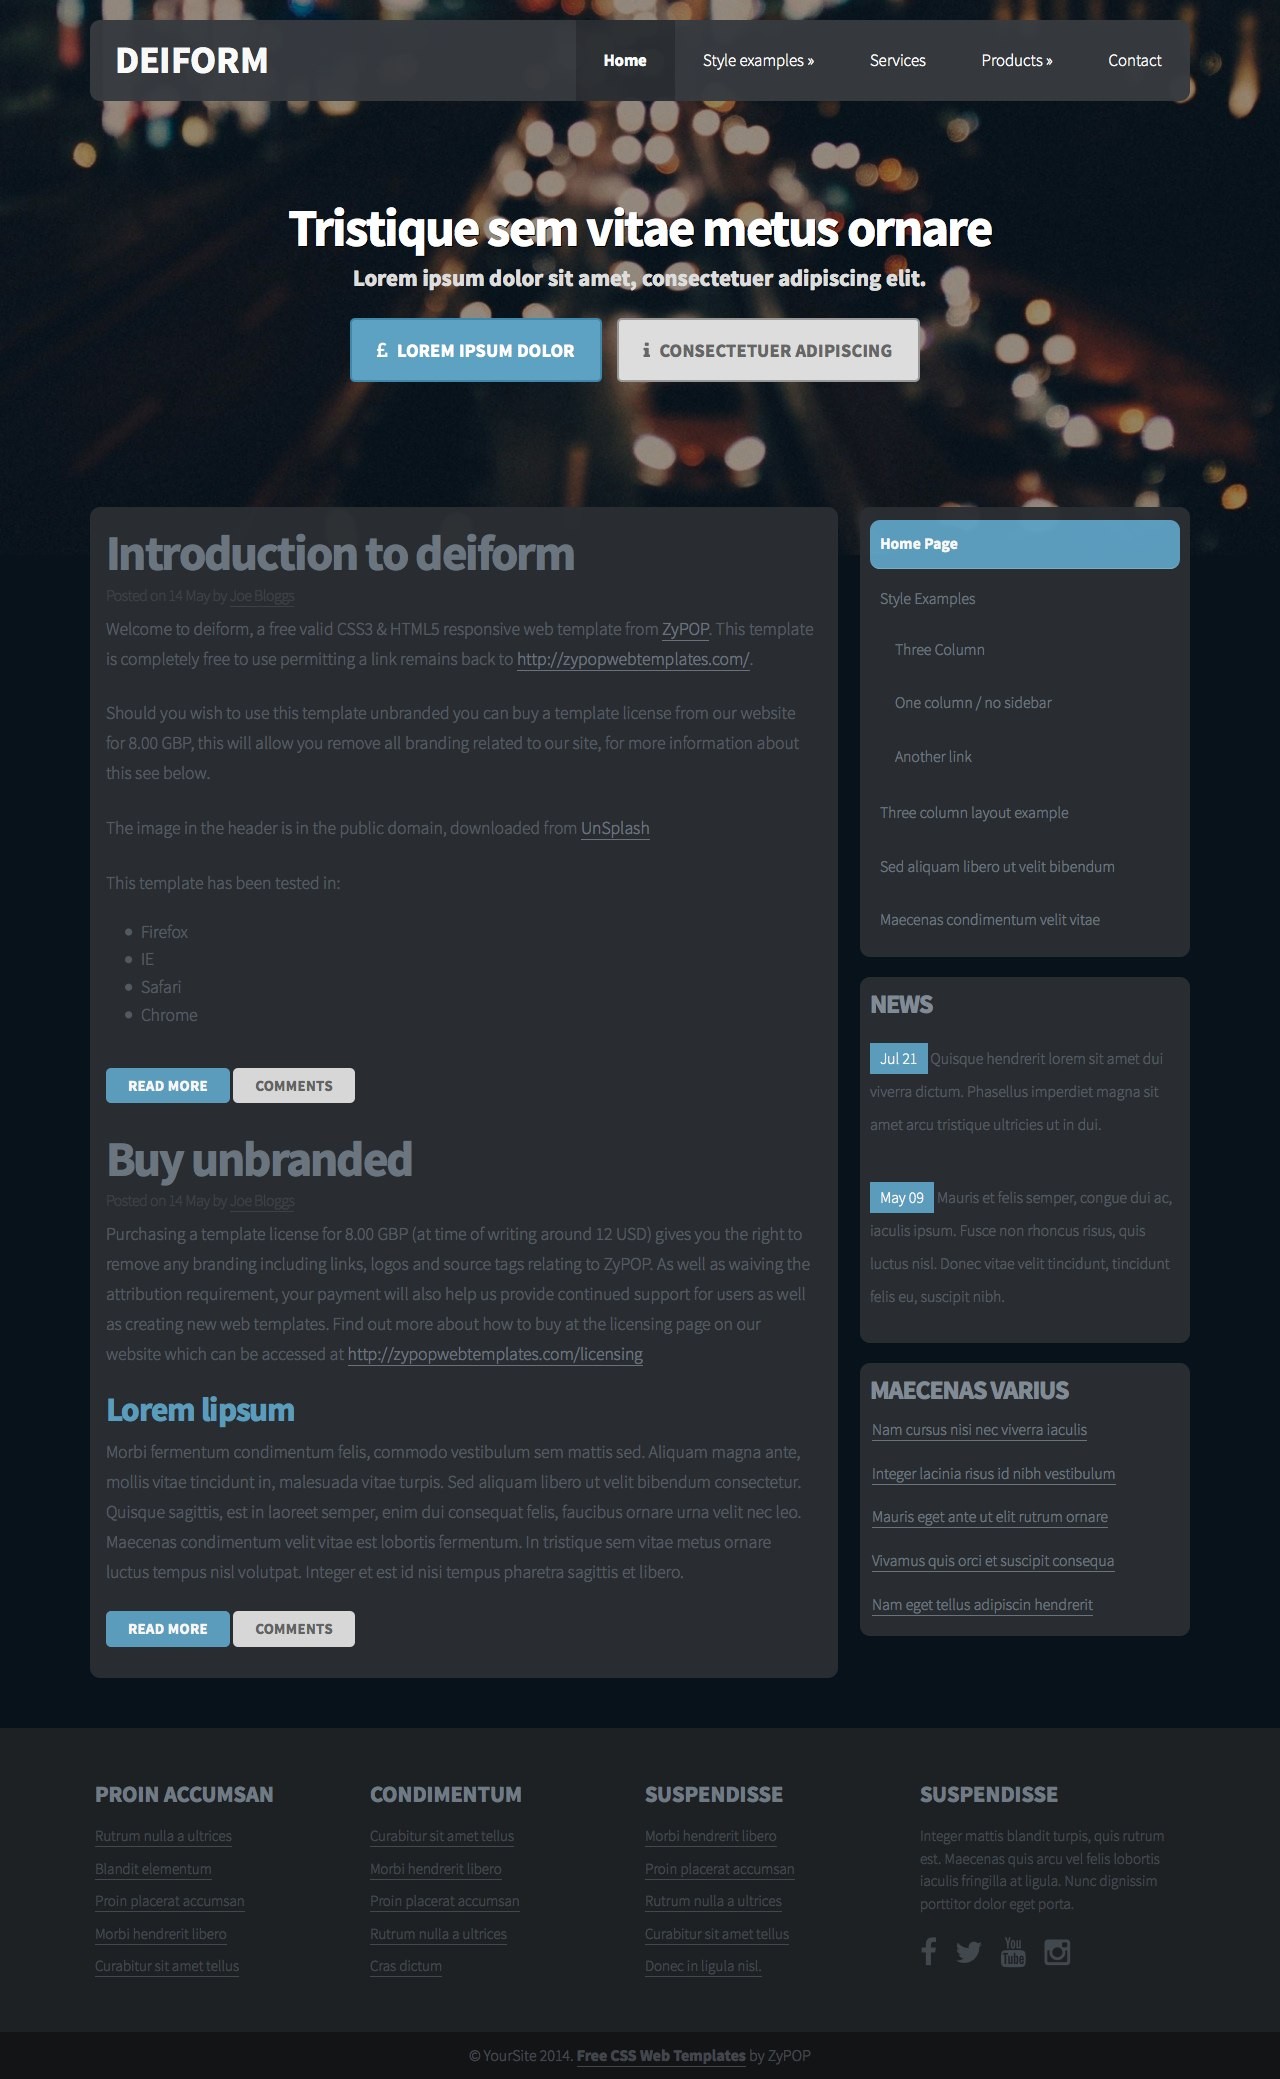 DEIFORM
Home
Style examples »
Services
Products »
Contact
Tristique sem vitae metus ornare
Lorem ipsum dolor sit amet, consectetuer adipiscing elit.
£ LOREM IPSUM DOLOR
i CONSECTETUER ADIPISCING
Introduction to deiform
Posted on 14 May by Joe Bloggs
Welcome to deiform, a free valid CSS3 & HTML5 responsive web template from ZyPOP. This template
is completely free to use permitting a link remains back to http://zypopwebtemplates.com/.
Should you wish to use this template unbranded you can buy a template license from our website
for 8.00 GBP, this will allow you remove all branding related to our site, for more information about
this see below.
The image in the header is in the public domain, downloaded from UnSplash
This template has been tested in:
Firefox
IE
Safari
Chrome
READ MORE
COMMENTS
Buy unbranded
Posted on 14 May by Joe Bloggs
Purchasing a template license for 8.00 GBP (at time of writing around 12 USD) gives you the right to
remove any branding including links, logos and source tags relating to ZyPOP. As well as waiving the
attribution requirement, your payment will also help us provide continued support for users as well
as creating new web templates. Find out more about how to buy at the licensing page on our
website which can be accessed at http://zypopwebtemplates.com/licensing
Lorem lipsum
Morbi fermentum condimentum felis, commodo vestibulum sem mattis sed. Aliquam magna ante,
mollis vitae tincidunt in, malesuada vitae turpis. Sed aliquam libero ut velit bibendum consectetur.
Quisque sagittis, est in laoreet semper, enim dui consequat felis, faucibus ornare urna velit nec leo.
Maecenas condimentum velit vitae est lobortis fermentum. In tristique sem vitae metus ornare
luctus tempus nisl volutpat. Integer et est id nisi tempus pharetra sagittis et libero.
READ MORE
COMMENTS
Home Page
Style Examples
Three Column
One column / no sidebar
Another link
Three column layout example
Sed aliquam libero ut velit bibendum
Maecenas condimentum velit vitae
NEWS
Jul 21 Quisque hendrerit lorem sit amet dui
viverra dictum. Phasellus imperdiet magna sit
amet arcu tristique ultricies ut in dui.
May 09 Mauris et felis semper, congue dui ac,
iaculis ipsum. Fusce non rhoncus risus, quis
luctus nisl. Donec vitae velit tincidunt, tincidunt
felis eu, suscipit nibh.
MAECENAS VARIUS
Nam cursus nisi nec viverra iaculis
Integer lacinia risus id nibh vestibulum
Mauris eget ante ut elit rutrum ornare
Vivamus quis orci et suscipit consequa
Nam eget tellus adipiscin hendrerit
PROIN ACCUMSAN
Rutrum nulla a ultrices
Blandit elementum
Proin placerat accumsan
Morbi hendrerit libero
Curabitur sit amet tellus
CONDIMENTUM
Curabitur sit amet tellus
Morbi hendrerit libero
Proin placerat accumsan
Rutrum nulla a ultrices
Cras dictum
SUSPENDISSE
Morbi hendrerit libero
Proin placerat accumsan
Rutrum nulla a ultrices
Curabitur sit amet tellus
Donec in ligula nisl.
SUSPENDISSE
Integer mattis blandit turpis, quis rutrum
est. Maecenas quis arcu vel felis lobortis
iaculis fringilla at ligula. Nunc dignissim
porttitor dolor eget porta.
You
Tube
© YourSite 2014. Free CSS Web Templates by ZyPOP